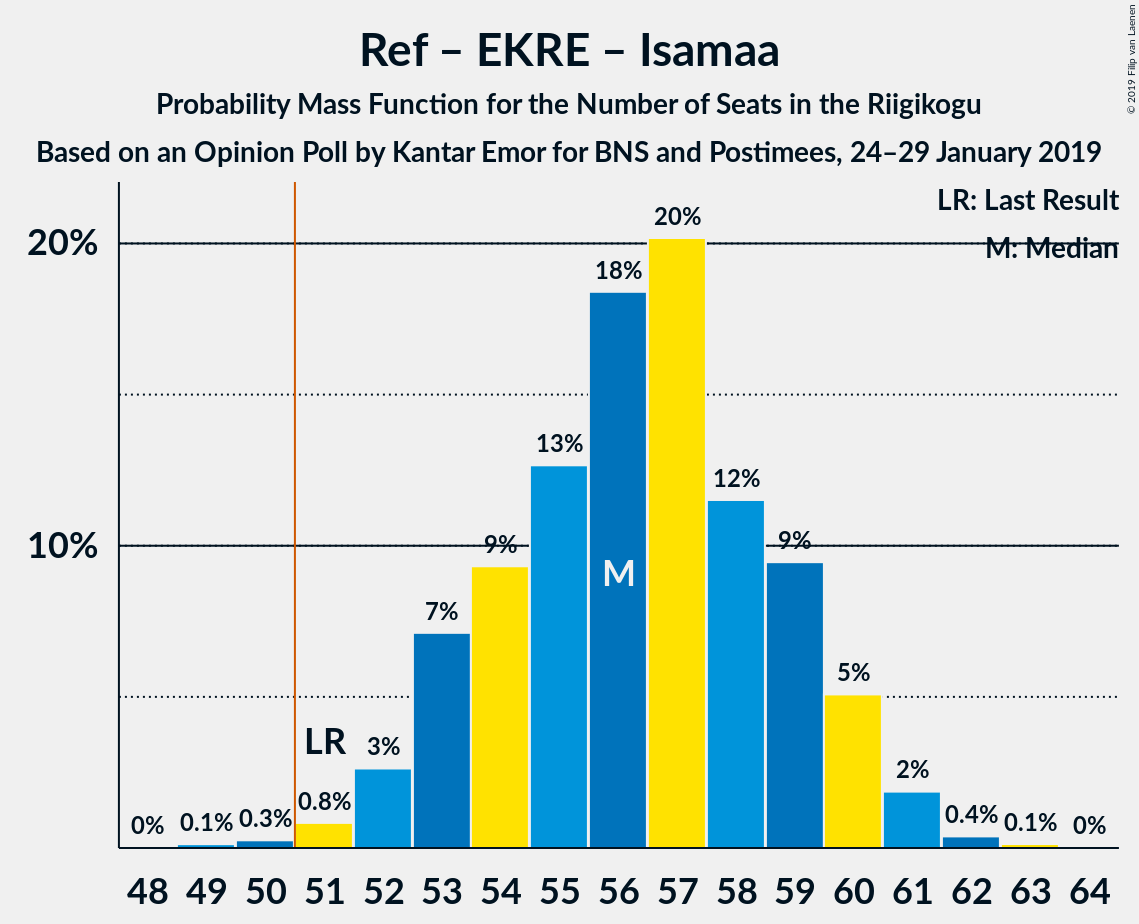 Ref – EKRE – Isamaa
Probability Mass Function for the Number of Seats in the Riigikogu
Based on an Opinion Poll by Kantar Emor for BNS and Postimees, 24–29 January 2019
© 2019 Filip van Laenen
LR: Last Result
M: Median
20%
10%
0%
0.1%
0.3%
0.8%
3%
7%
9%
13%
18%
20%
12%
9%
5%
2%
0.4%
0.1%
0%
LR
M
48 49 50 51 52 53 54 55 56 57 58 59 60 61 62 63 64